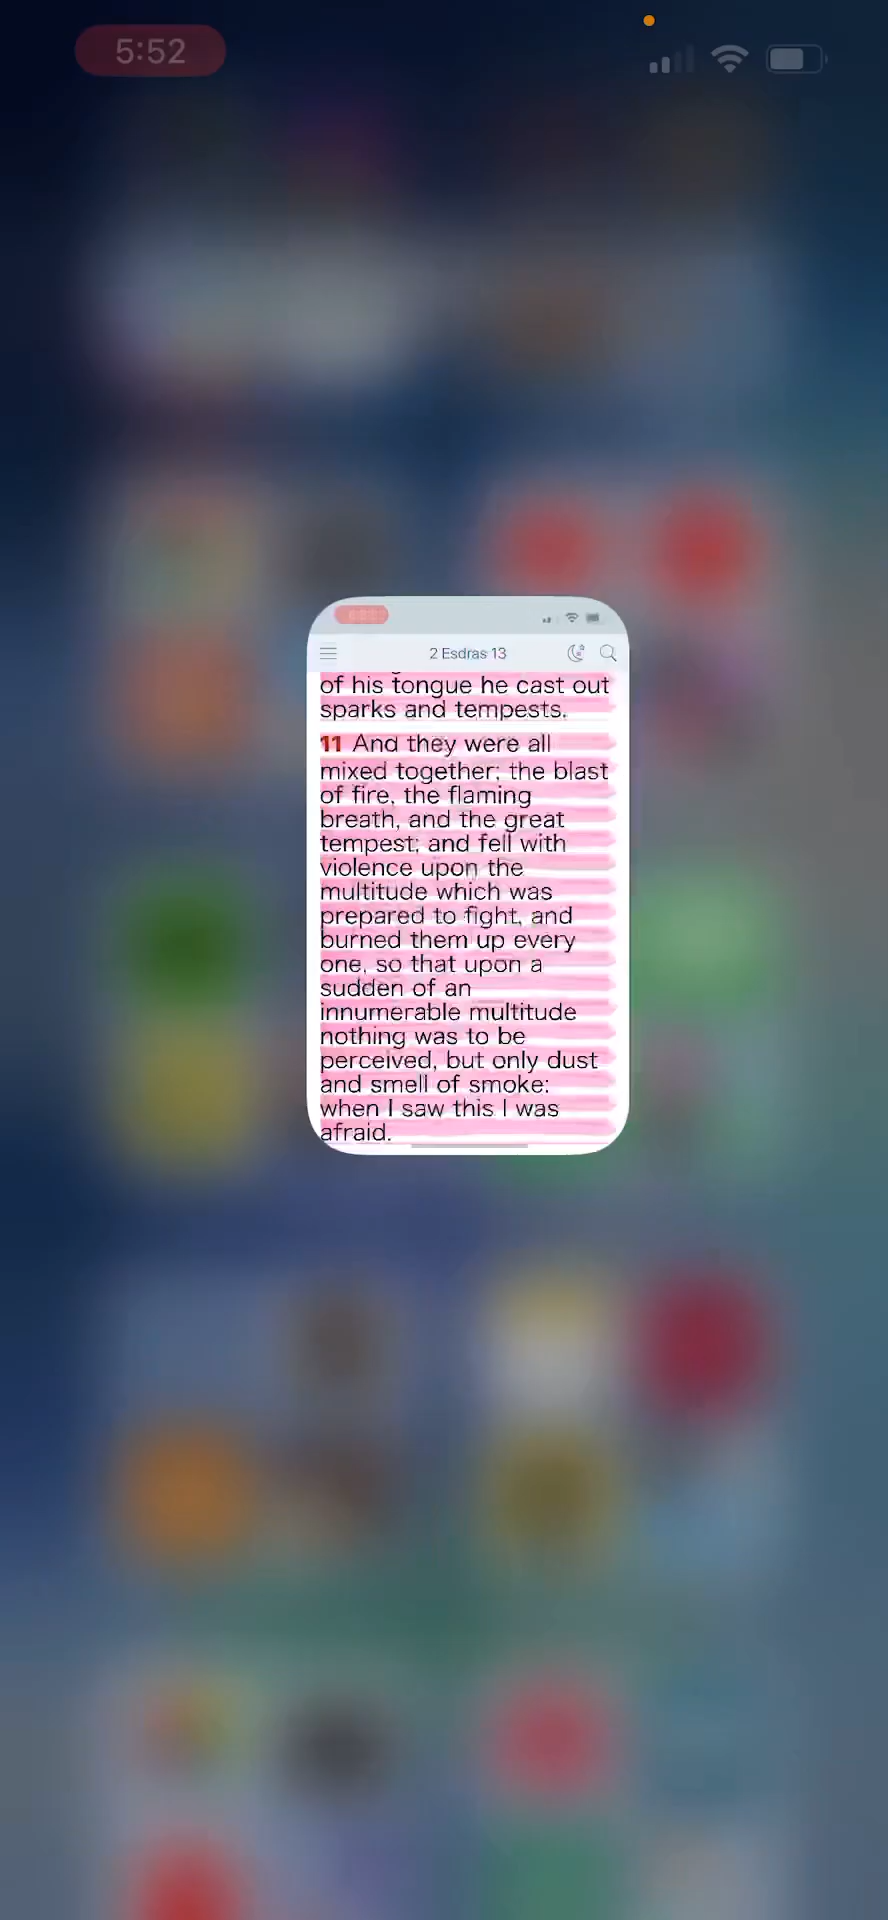 5:52
2 Esdras 13
of his tongue he cast out
sparks and tempests.
11 And they were all
mixed together; the blast
of fire, the flaming
breath, and the great
tempest; and fell with
violence upon the
multitude which was
prepared to fight, and
burned them up every
one, so that upon a
sudden of an
innumerable multitude
nothing was to be
perceived, but only dust
and smell of smoke:
when I saw this I was
afraid.